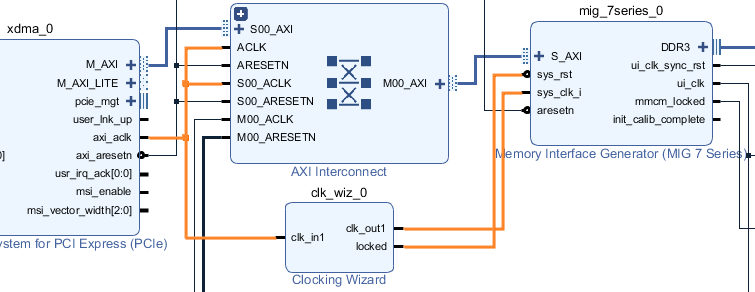 xdma_0
M_AXI
M_AXI_LITE
pcie_mgt
user_lnk_up
axi_aclk
axi_aresetn
usr_irq_ack[0:0]
msi_enable
msi_vector_width[2:0]
0]
ystem for PCI Express (PCIe)
S00_AXI
ACLK
ARESETN
S00_ACLK
S00_ARESETN
M00_ACLK
M00_ARESETN
M00_AXI
AXI Interconnect
clk_wiz_0
clk_in1
clk_out1
locked
Clocking Wizard
mig_7series_0
S_AXI
sys_rst
sys_clk_i
aresetn
DDR3
ui_clk_sync_rst
ui_clk
mmcm_locked
init_calib_complete
Memory Interface Generator (MIG 7 Series)